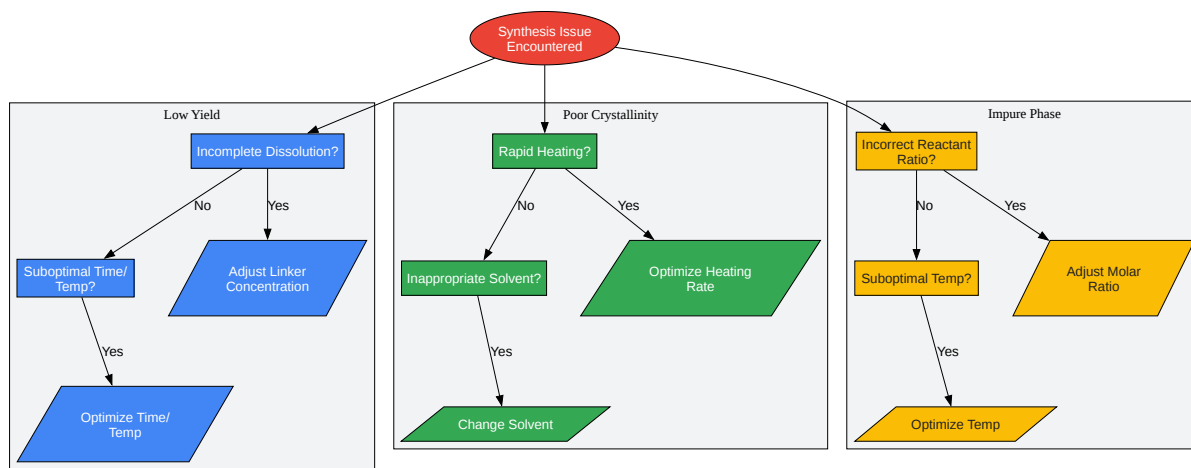 Synthesis Issue
Encountered
Low Yield
Incomplete Dissolution?
No
Yes
Suboptimal Time/
Temp?
Adjust Linker
Concentration
Yes
Optimize Time/
Temp
Poor Crystallinity
Rapid Heating?
No
Yes
Inappropriate Solvent?
Optimize Heating
Rate
Yes
Change Solvent
Impure Phase
Incorrect Reactant
Ratio?
No
Yes
Suboptimal Temp?
Adjust Molar
Ratio
Yes
Optimize Temp